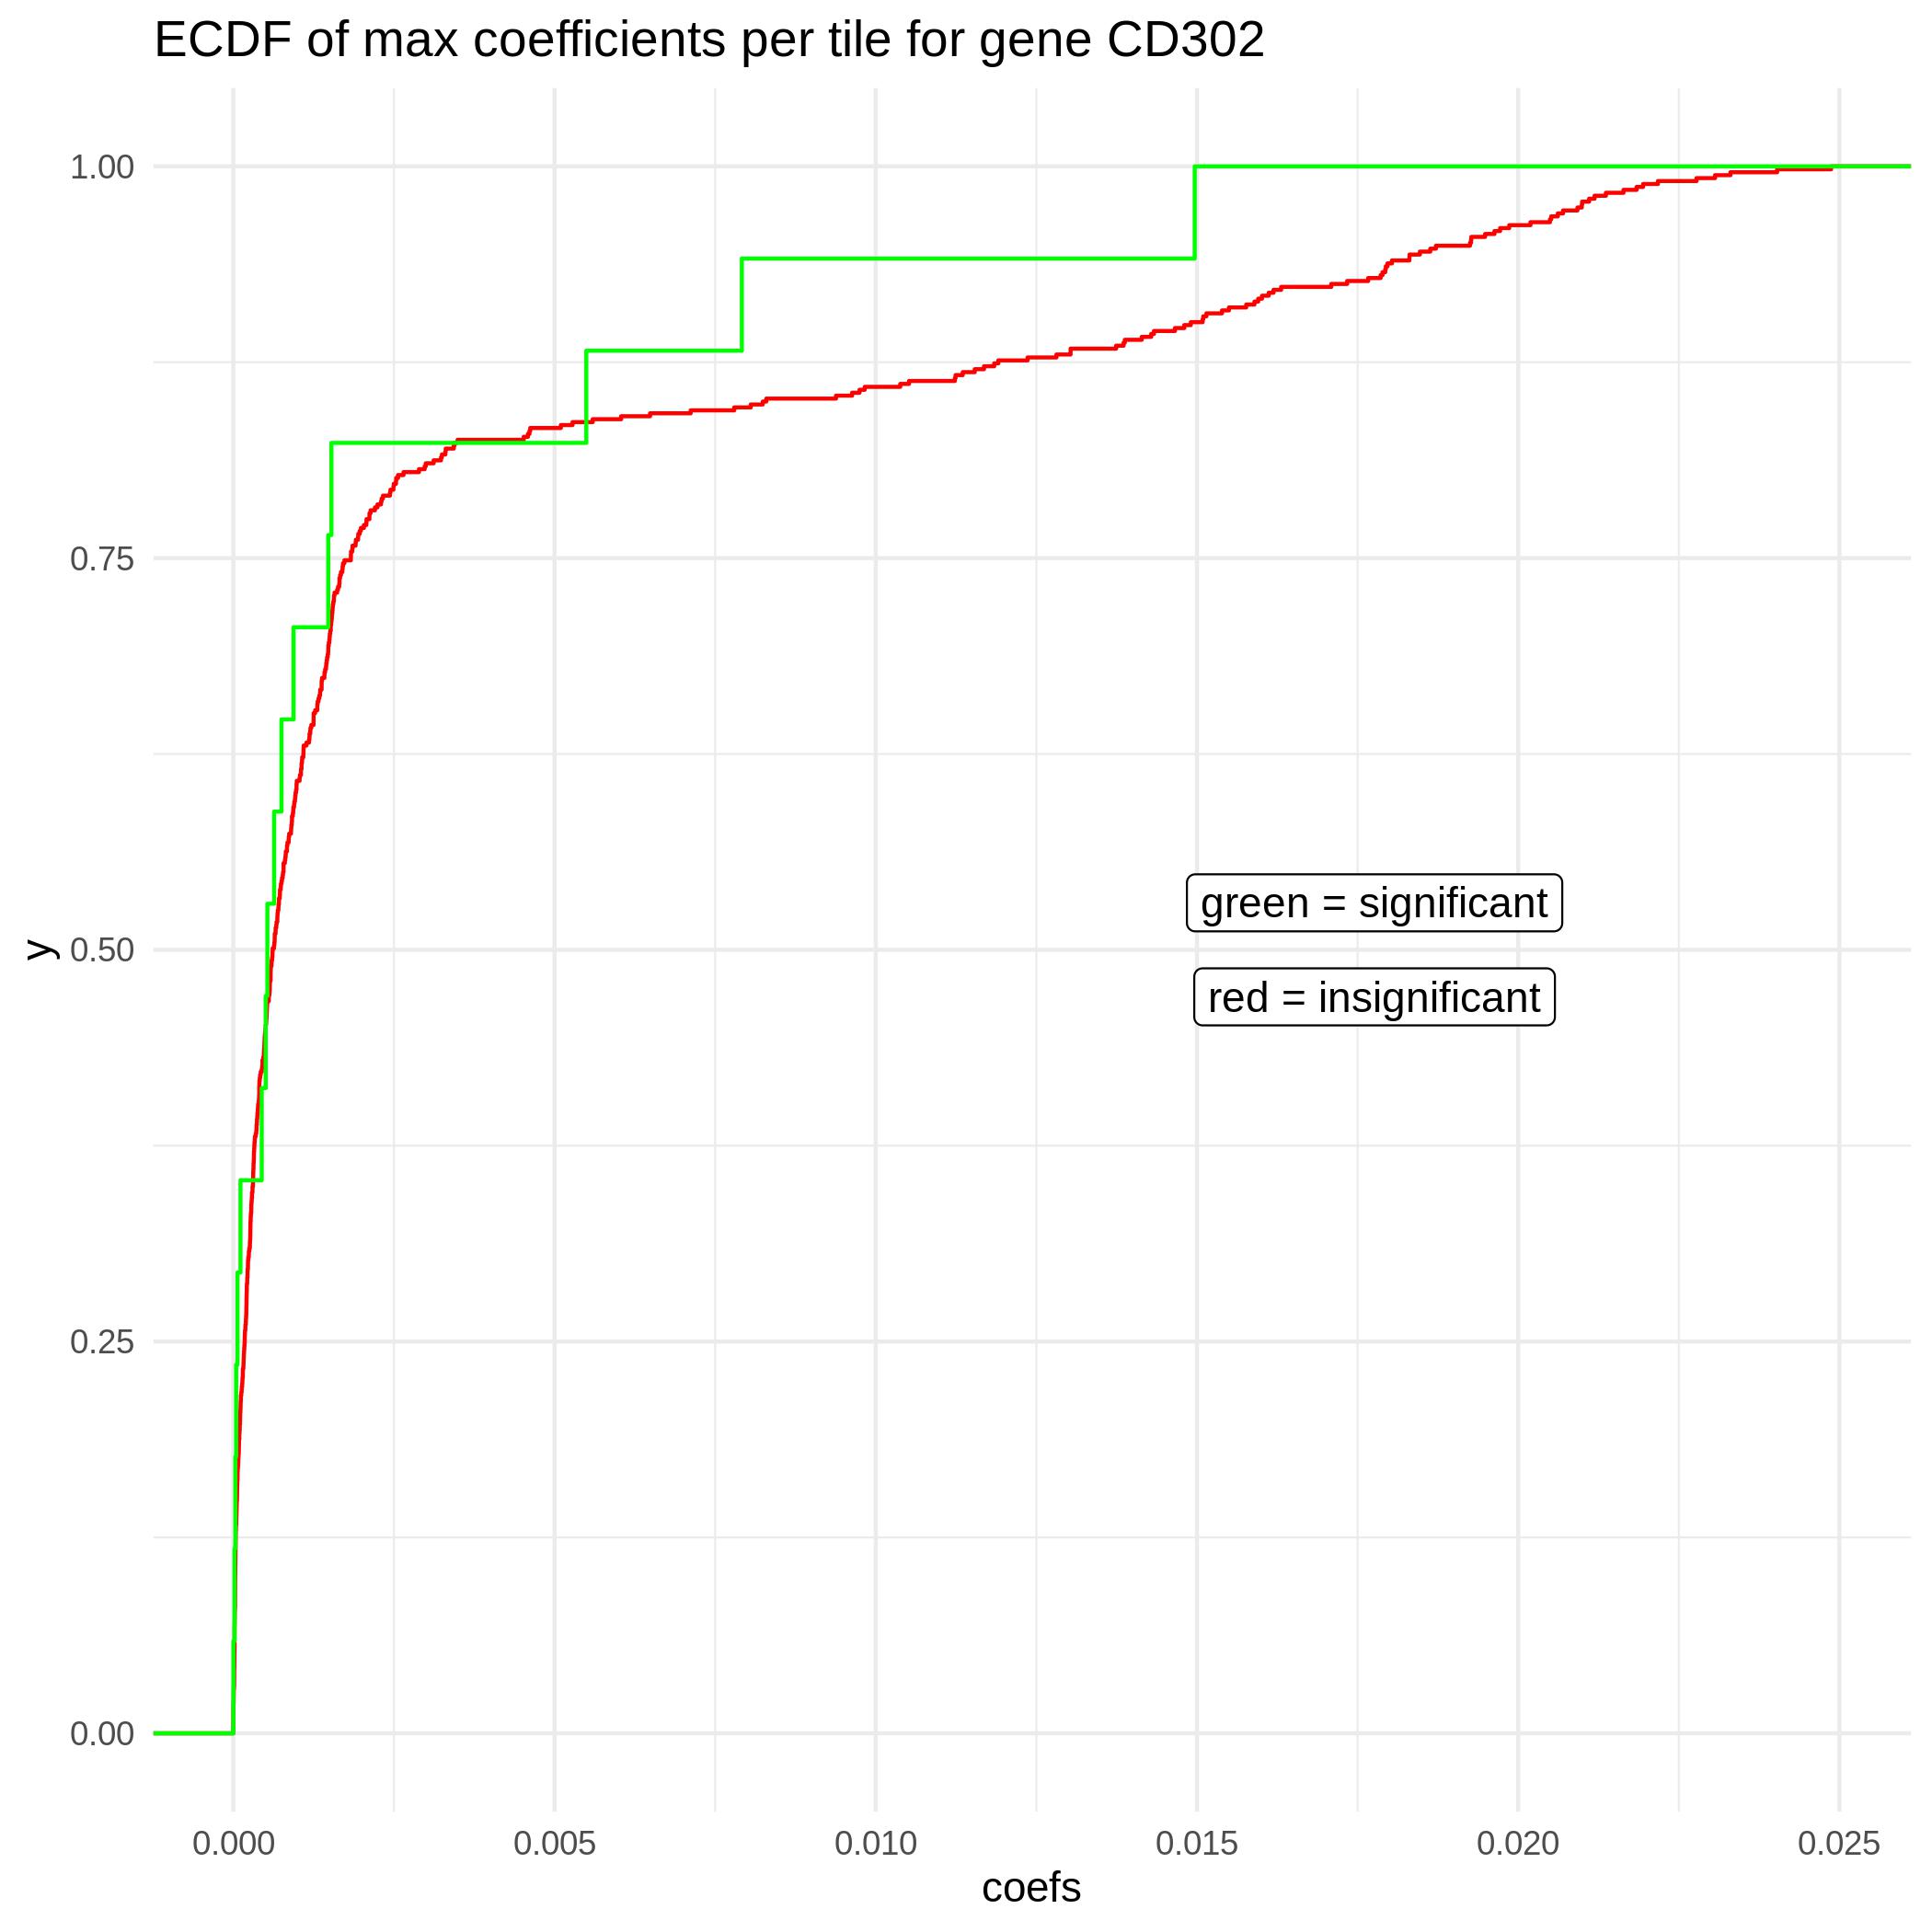 ECDF of max coefficients per tile for gene CD302
1.00
0.75
0.50
0.25
0.00
y
green = significant
red = insignificant
0.000 0.005 0.010 0.015 0.020 0.025
coefs